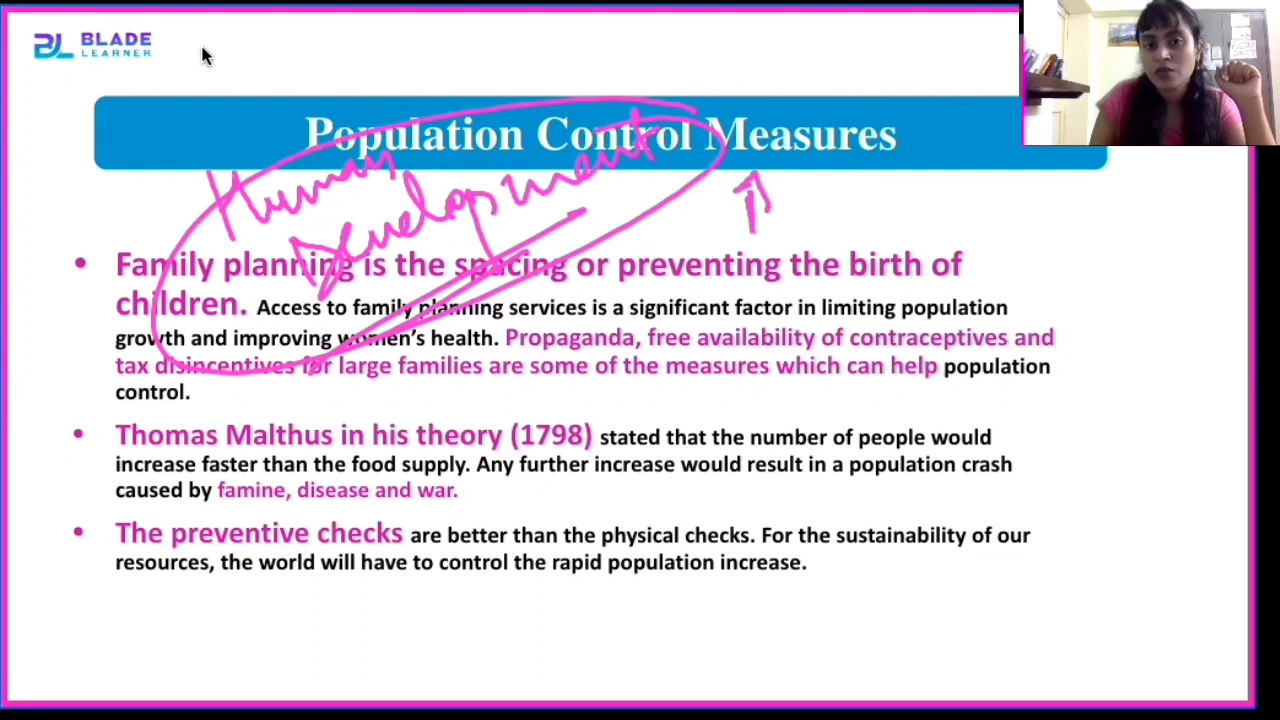 BLADE
LEARNER
Population Control Measures
Human
Development
• Family planning is the spacing or preventing the birth of
children. Access to family planning services is a significant factor in limiting population
growth and improving women’s health. Propaganda, free availability of contraceptives and
tax disincentives for large families are some of the measures which can help population
control.
• Thomas Malthus in his theory (1798) stated that the number of people would
increase faster than the food supply. Any further increase would result in a population crash
caused by famine, disease and war.
• The preventive checks are better than the physical checks. For the sustainability of our
resources, the world will have to control the rapid population increase.